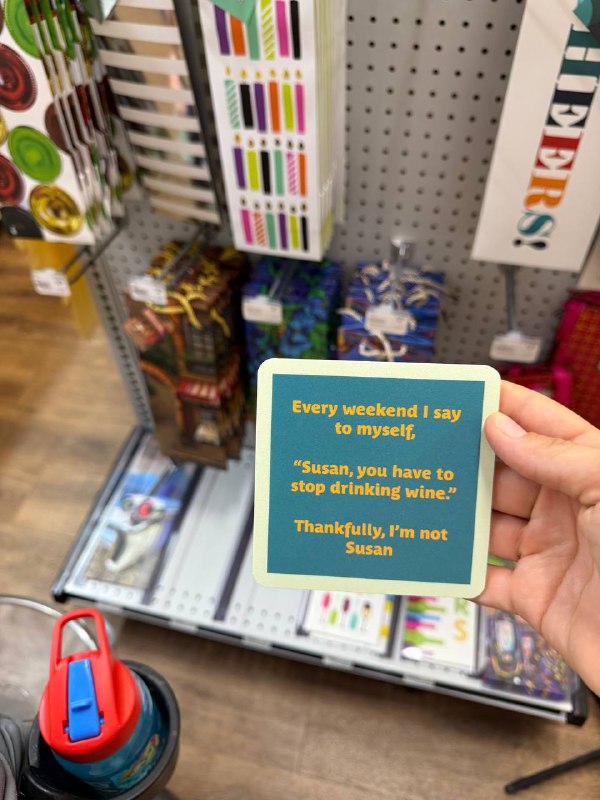 CHEERS!
Every weekend I say
to myself,
“Susan, you have to
stop drinking wine.”
Thankfully, I’m not
Susan